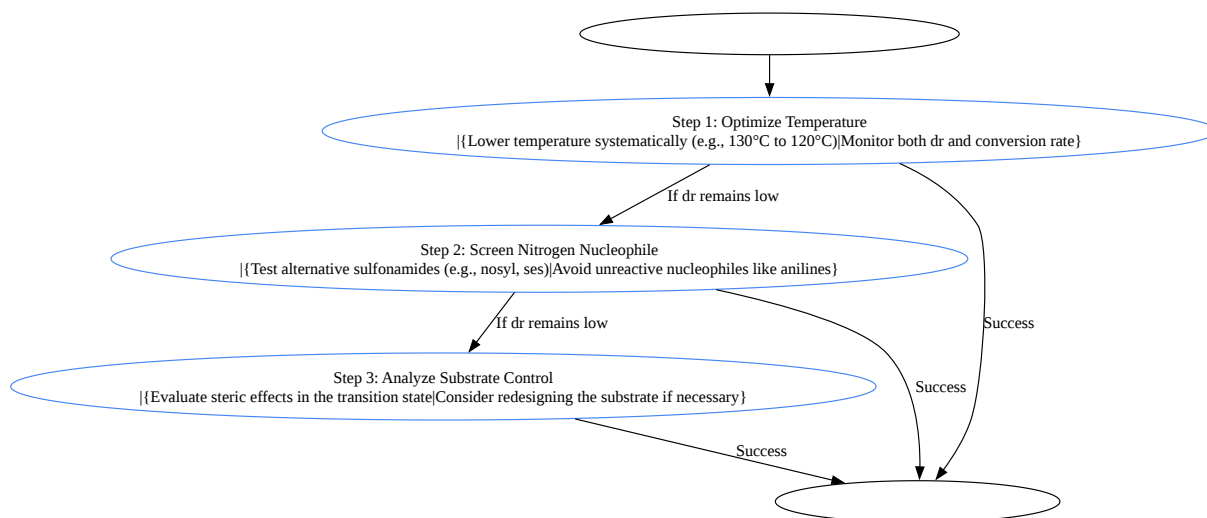 Step 1: Optimize Temperature
|{Lower temperature systematically (e.g., 130°C to 120°C)|Monitor both dr and conversion rate}
If dr remains low
Step 2: Screen Nitrogen Nucleophile
|{Test alternative sulfonamides (e.g., nosyl, ses)|Avoid unreactive nucleophiles like anilines}
If dr remains low
Success
Step 3: Analyze Substrate Control
|{Evaluate steric effects in the transition state|Consider redesigning the substrate if necessary}
Success
Success